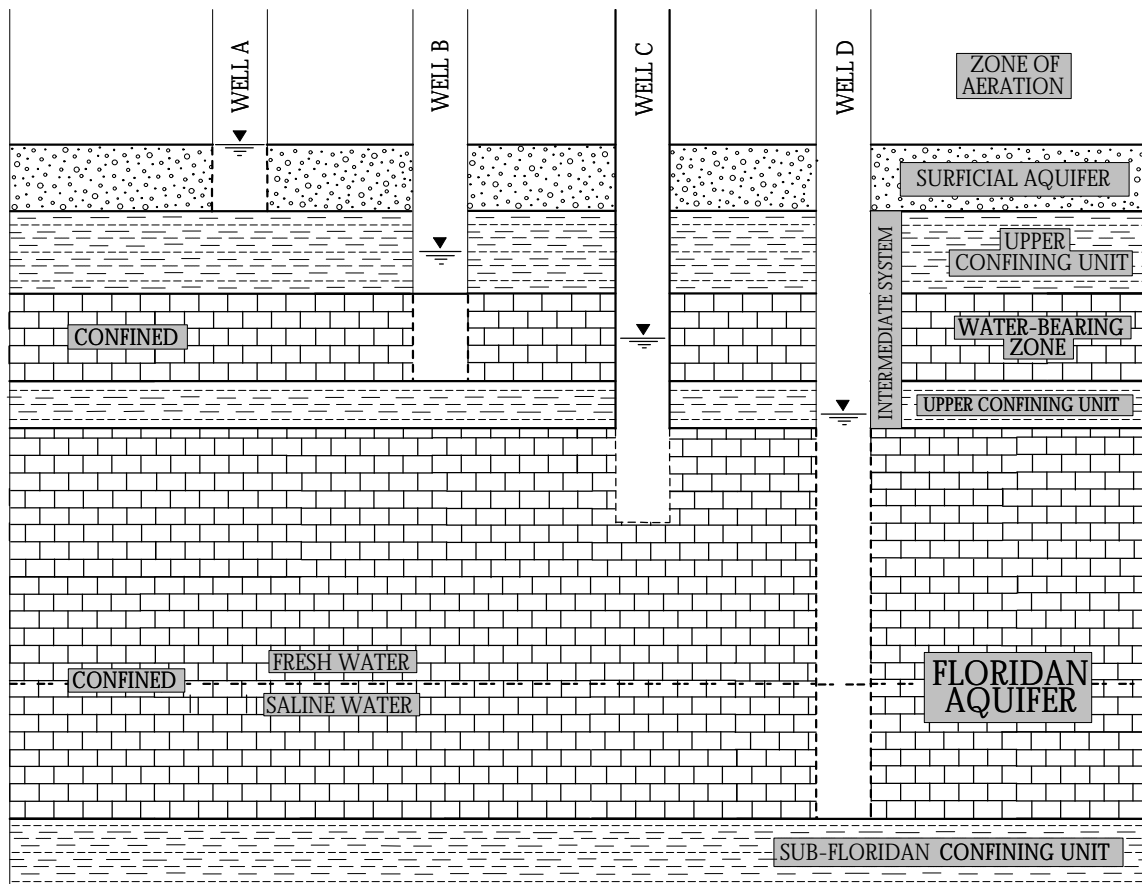 WELL A
WELL B
WELL C
WELL D
ZONE OF
AERATION
SURFICIAL AQUIFER
INTERMEDIATE SYSTEM
UPPER
CONFINING UNIT
CONFINED
WATER-BEARING
ZONE
UPPER CONFINING UNIT
FRESH WATER
CONFINED
SALINE WATER
FLORIDAN
AQUIFER
SUB-FLORIDAN CONFINING UNIT